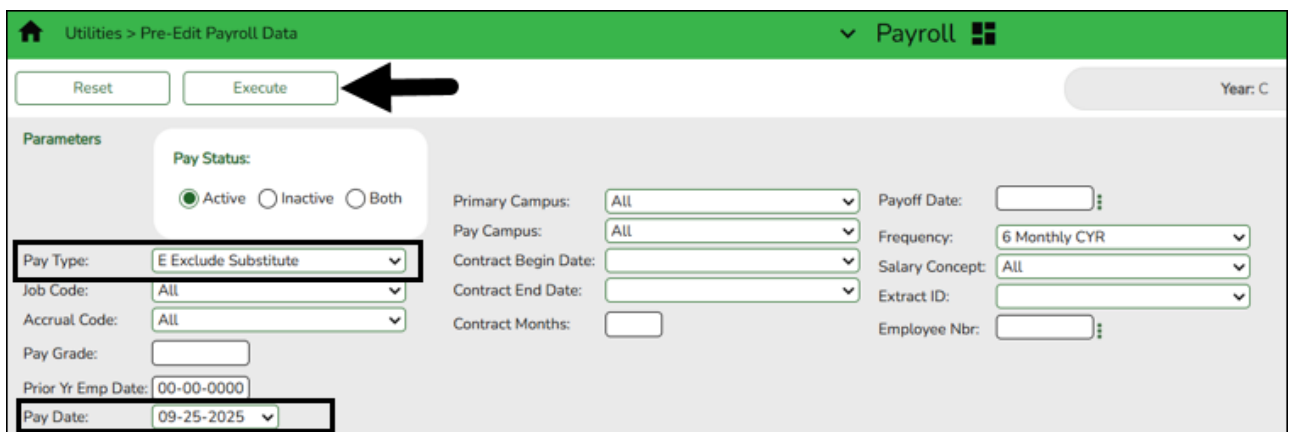 Utilities > Pre-Edit Payroll Data
Payroll
Reset
Execute
Year: C
Parameters
Pay Status:
Active Inactive Both
Pay Type: E Exclude Substitute
Job Code: All
Accrual Code: All
Pay Grade:
Prior Yr Emp Date: 00-00-0000
Pay Date: 09-25-2025
Primary Campus: All
Pay Campus: All
Contract Begin Date:
Contract End Date:
Contract Months:
Payoff Date:
Frequency: 6 Monthly CYR
Salary Concept: All
Extract ID:
Employee Nbr: